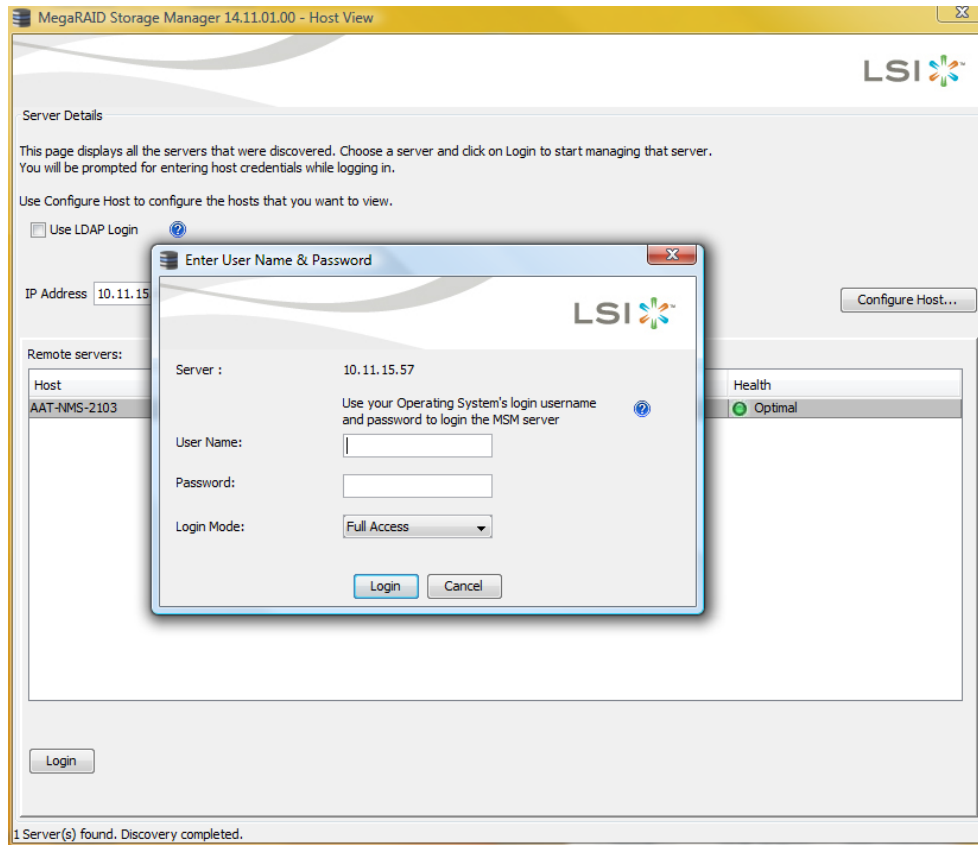 MegaRAID Storage Manager 14.11.01.00 - Host View
LSI
Server Details
This page displays all the servers that were discovered. Choose a server and click on Login to start managing that server.
You will be prompted for entering host credentials while logging in.
Use Configure Host to configure the hosts that you want to view.
Use LDAP Login
IP Address 10.11.15
Configure Host...
Remote servers:
Host
Health
AAT-NMS-2103
Optimal
Enter User Name & Password
LSI
Server : 10.11.15.57
Use your Operating System's login username
and password to login the MSM server
User Name:
Password:
Login Mode: Full Access
Login Cancel
Login
1 Server(s) found. Discovery completed.